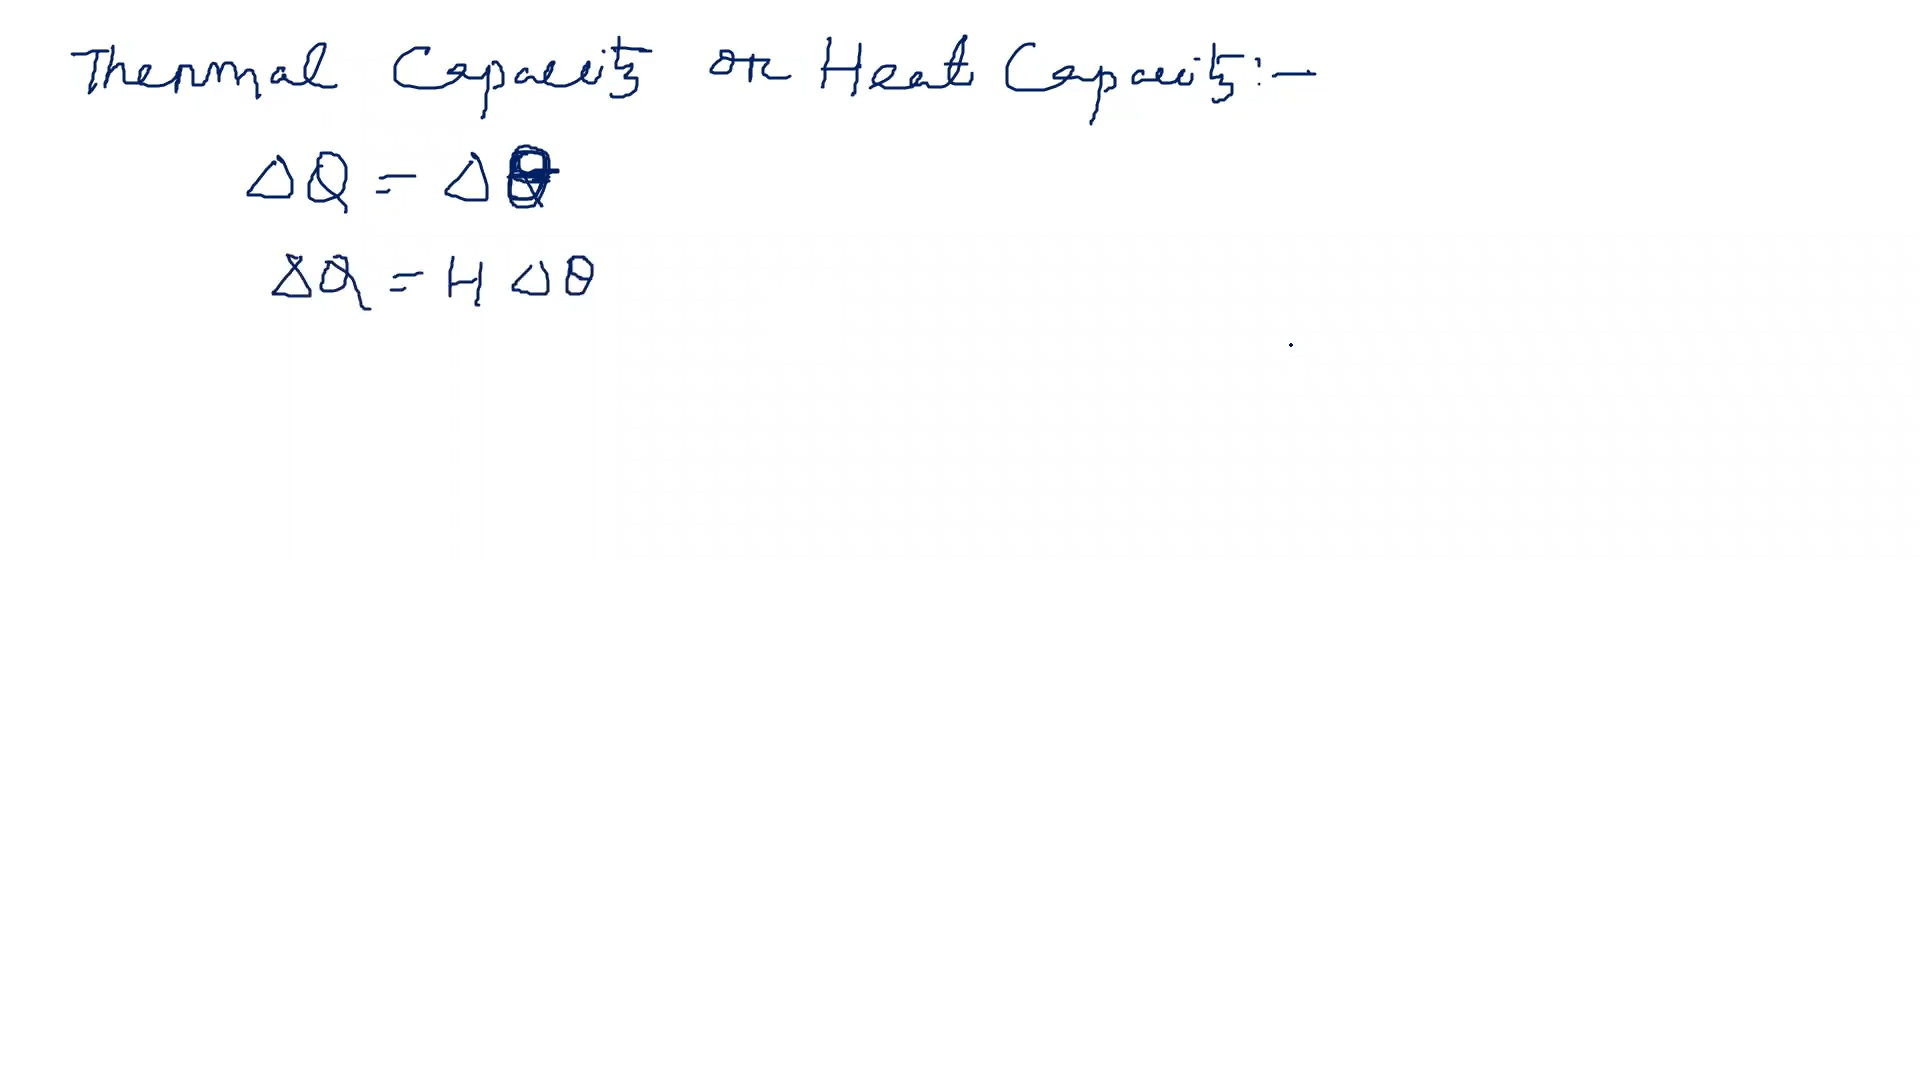 Thermal Capacity or Heat Capacity:-
ΔQ = Δθ
ΔQ = H Δθ